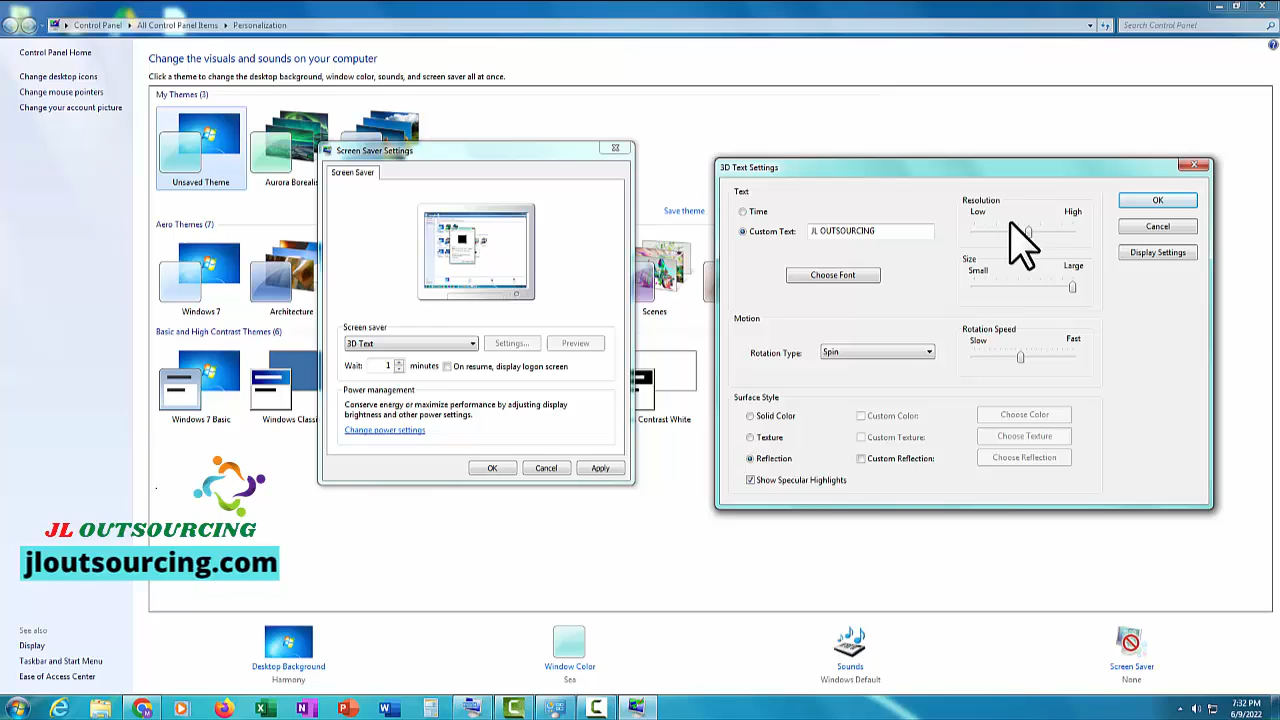 Control Panel
All Control Panel Items
Personalization
Search Control Panel
Control Panel Home
Change desktop icons
Change mouse pointers
Change your account picture
Change the visuals and sounds on your computer
Click a theme to change the desktop background, window color, sounds, and screen saver all at once.
My Themes (3)
Unsaved Theme
Aurora Borealis
Save theme
Aero Themes (7)
Windows 7
Architecture
Scenes
Basic and High Contrast Themes (6)
Windows 7 Basic
Windows Classi
Contrast White
Screen Saver Settings
Screen Saver
Screen saver
3D Text
Settings...
Preview
Wait:
1
minutes
On resume, display logon screen
Power management
Conserve energy or maximize performance by adjusting display
brightness and other power settings.
Change power settings
OK
Cancel
Apply
3D Text Settings
Text
Time
Custom Text:
JL OUTSOURCING
Choose Font
Resolution
Low
High
Size
Small
Large
OK
Cancel
Display Settings
Motion
Rotation Type:
Spin
Rotation Speed
Slow
Fast
Surface Style
Solid Color
Custom Color:
Choose Color
Texture
Custom Texture:
Choose Texture
Reflection
Custom Reflection:
Choose Reflection
Show Specular Highlights
JL OUTSOURCING
jloutsourcing.com
See also
Display
Taskbar and Start Menu
Ease of Access Center
Desktop Background
Harmony
Window Color
Sea
Sounds
Windows Default
Screen Saver
None
7:32 PM
6/9/2022